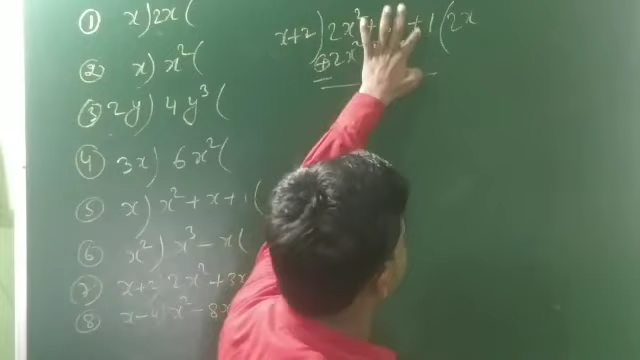 ① x)2x(
② x) x²(
③ 2y) 4y³(
④ 3x) 6x²(
⑤ x) x² + x + 1(
⑥ x²) x³ - x(
⑦ x+2) 2x² + 3x
⑧ x-4) x² - 8x
x+2) 2x² + + 1(2x
2x²